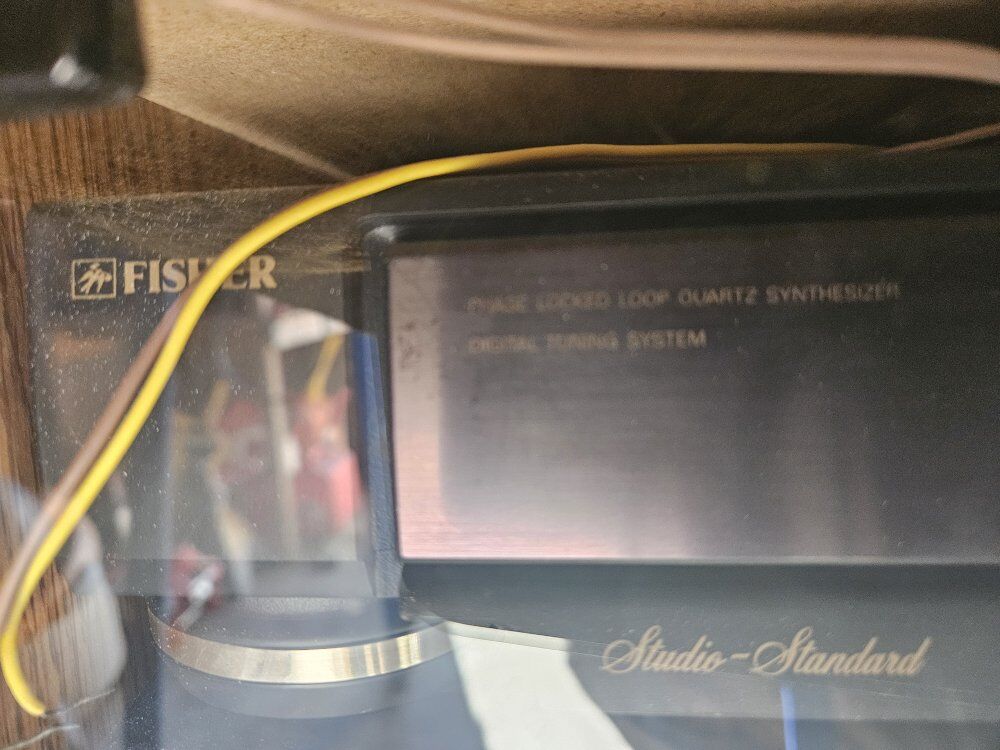 FISHER
PHASE LOCKED LOOP QUARTZ SYNTHESIZER
DIGITAL TUNING SYSTEM
Studio-Standard